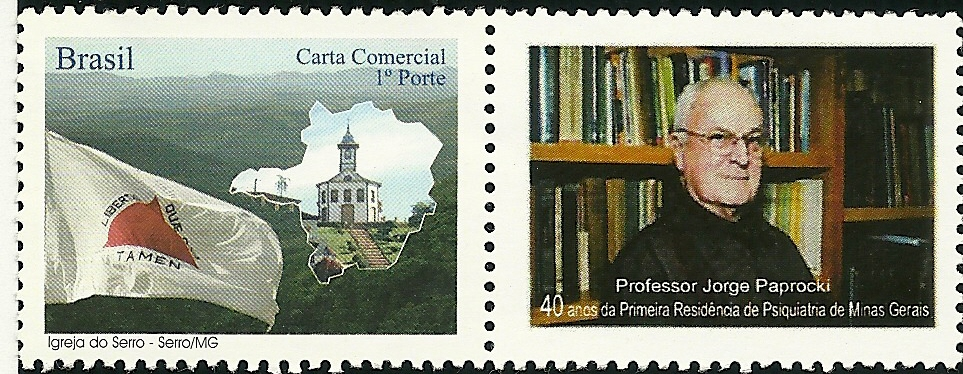 Brasil
Carta Comercial
1º Porte
LIBERTAS QUE
TAMEN
Igreja do Serro - Serro/MG
Professor Jorge Paprocki
40 anos da Primeira Residência de Psiquiatria de Minas Gerais